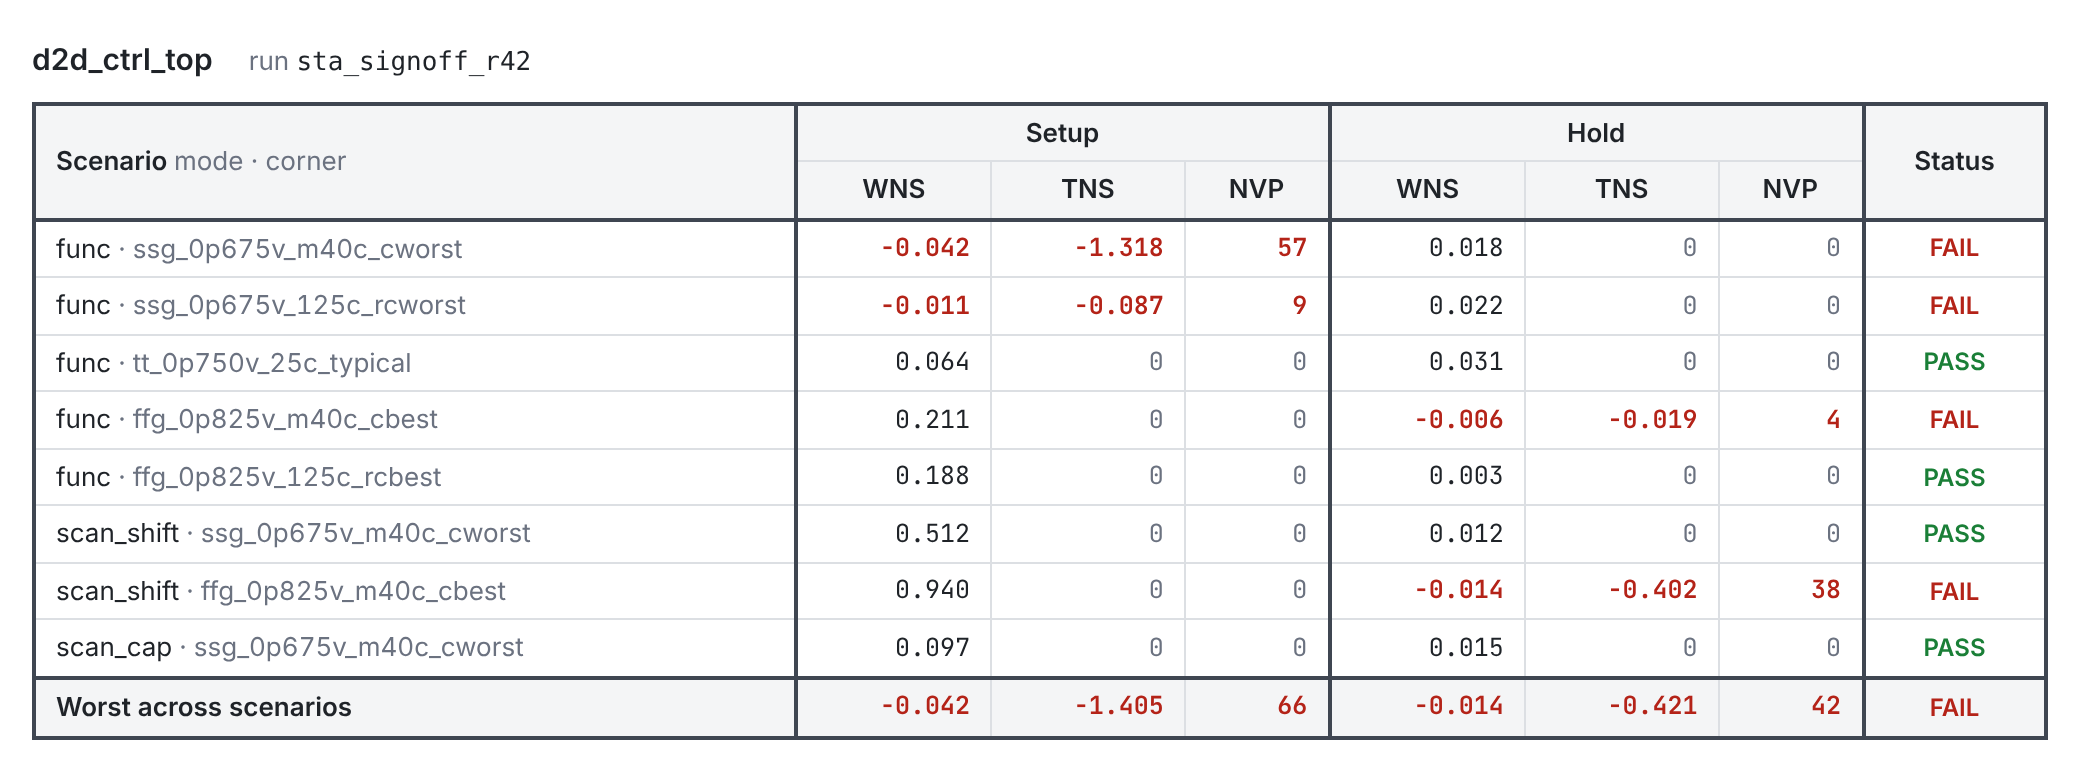 d2d_ctrl_top run sta_signoff_r42
Scenario mode · corner Setup Hold Status
WNS TNS NVP WNS TNS NVP
func · ssg_0p675v_m40c_cworst -0.042 -1.318 57 0.018 0 0 FAIL
func · ssg_0p675v_125c_rcworst -0.011 -0.087 9 0.022 0 0 FAIL
func · tt_0p750v_25c_typical 0.064 0 0 0.031 0 0 PASS
func · ffg_0p825v_m40c_cbest 0.211 0 0 -0.006 -0.019 4 FAIL
func · ffg_0p825v_125c_rcbest 0.188 0 0 0.003 0 0 PASS
scan_shift · ssg_0p675v_m40c_cworst 0.512 0 0 0.012 0 0 PASS
scan_shift · ffg_0p825v_m40c_cbest 0.940 0 0 -0.014 -0.402 38 FAIL
scan_cap · ssg_0p675v_m40c_cworst 0.097 0 0 0.015 0 0 PASS
Worst across scenarios -0.042 -1.405 66 -0.014 -0.421 42 FAIL